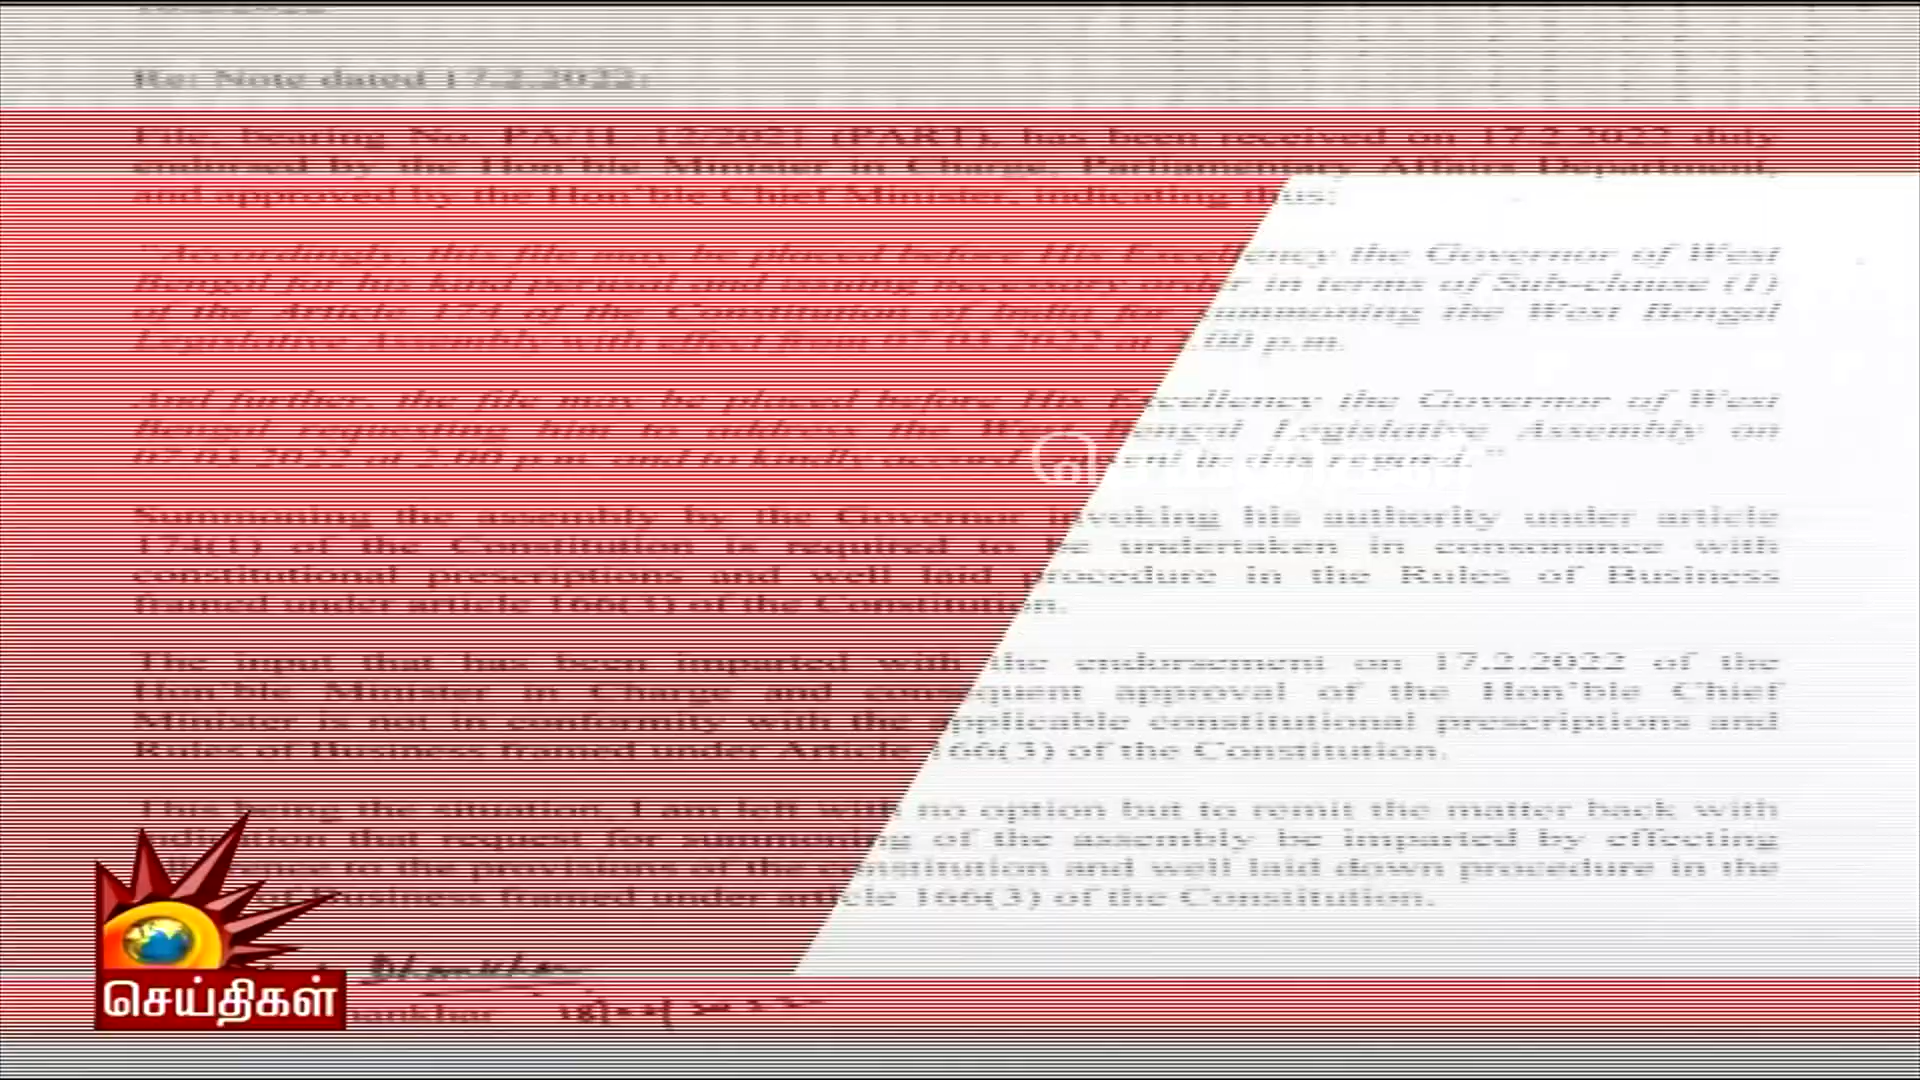 Re: Note dated 17.2.2022:
File, bearing No. PA/1L-12/2021 (PART), has been received on 17.2.2022 duly
endorsed by the Hon'ble Minister in Charge, Parliamentary Affairs Department,
and approved by the Hon'ble Chief Minister, indicating thus:
"Accordingly, this file may be placed before His Excellency the Governor of West
Bengal for his kind perusal and issuing necessary order in terms of Sub-clause (1)
of the Article 174 of the Constitution of India for summoning the West Bengal
Legislative Assembly with effect from 07-03-2022 at 2.00 p.m.
And further, the file may be placed before His Excellency the Governor of West
Bengal requesting him to address the West Bengal Legislative Assembly on
07-03-2022 at 2.00 p.m. and to kindly accord consent in this regard."
Summoning the assembly by the Governor invoking his authority under article
174(1) of the Constitution is required to be undertaken in consonance with
constitutional prescriptions and well laid procedure in the Rules of Business
framed under article 166(3) of the Constitution.
The input that has been imparted with the endorsement on 17.2.2022 of the
Hon'ble Minister in Charge and consequent approval of the Hon'ble Chief
Minister is not in conformity with the applicable constitutional prescriptions and
Rules of Business framed under Article 166(3) of the Constitution.
This being the situation, I am left with no option but to remit the matter back with
indication that request for summoning of the assembly be imparted by effecting
to the provisions of the constitution and well laid down procedure in the
of Business framed under article 166(3) of the Constitution.
Dhankhar
செய்திகள்